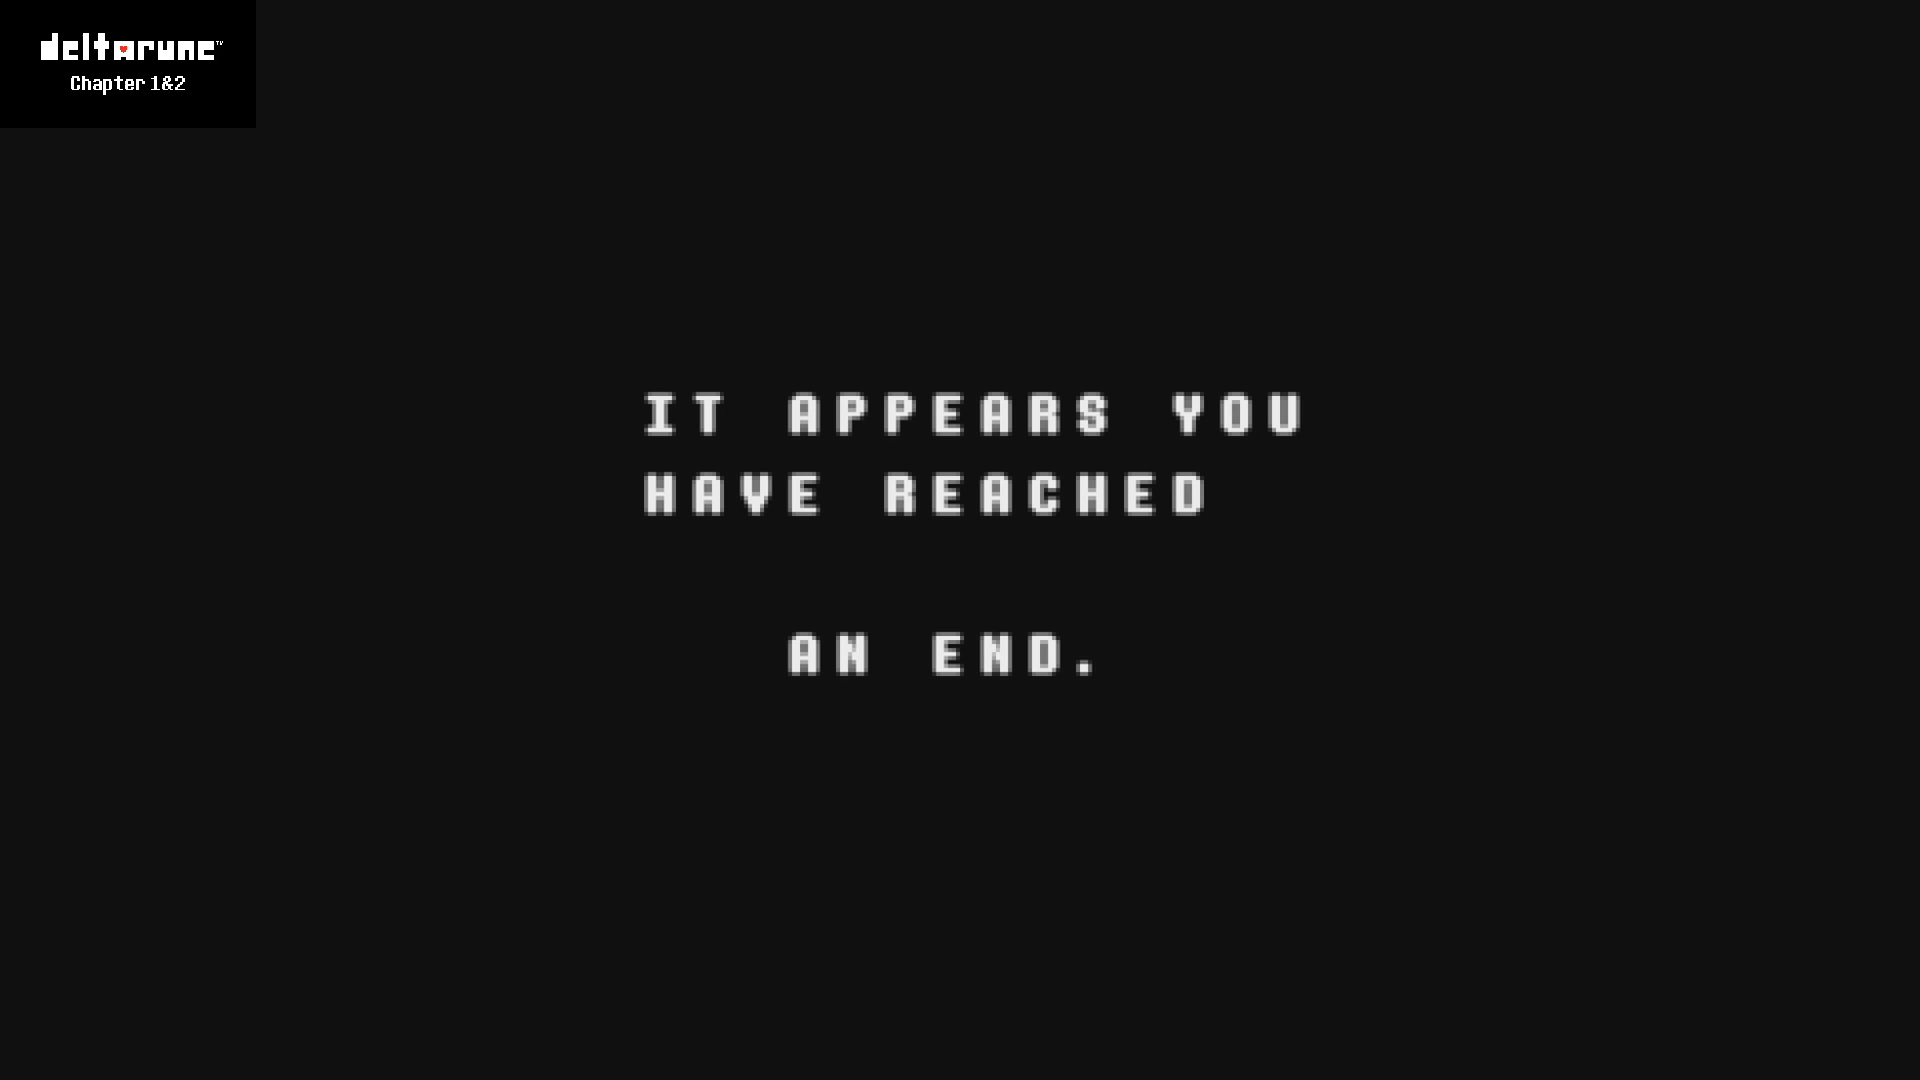 deltarune™
Chapter 1&2
IT APPEARS YOU
HAVE REACHED
AN END.